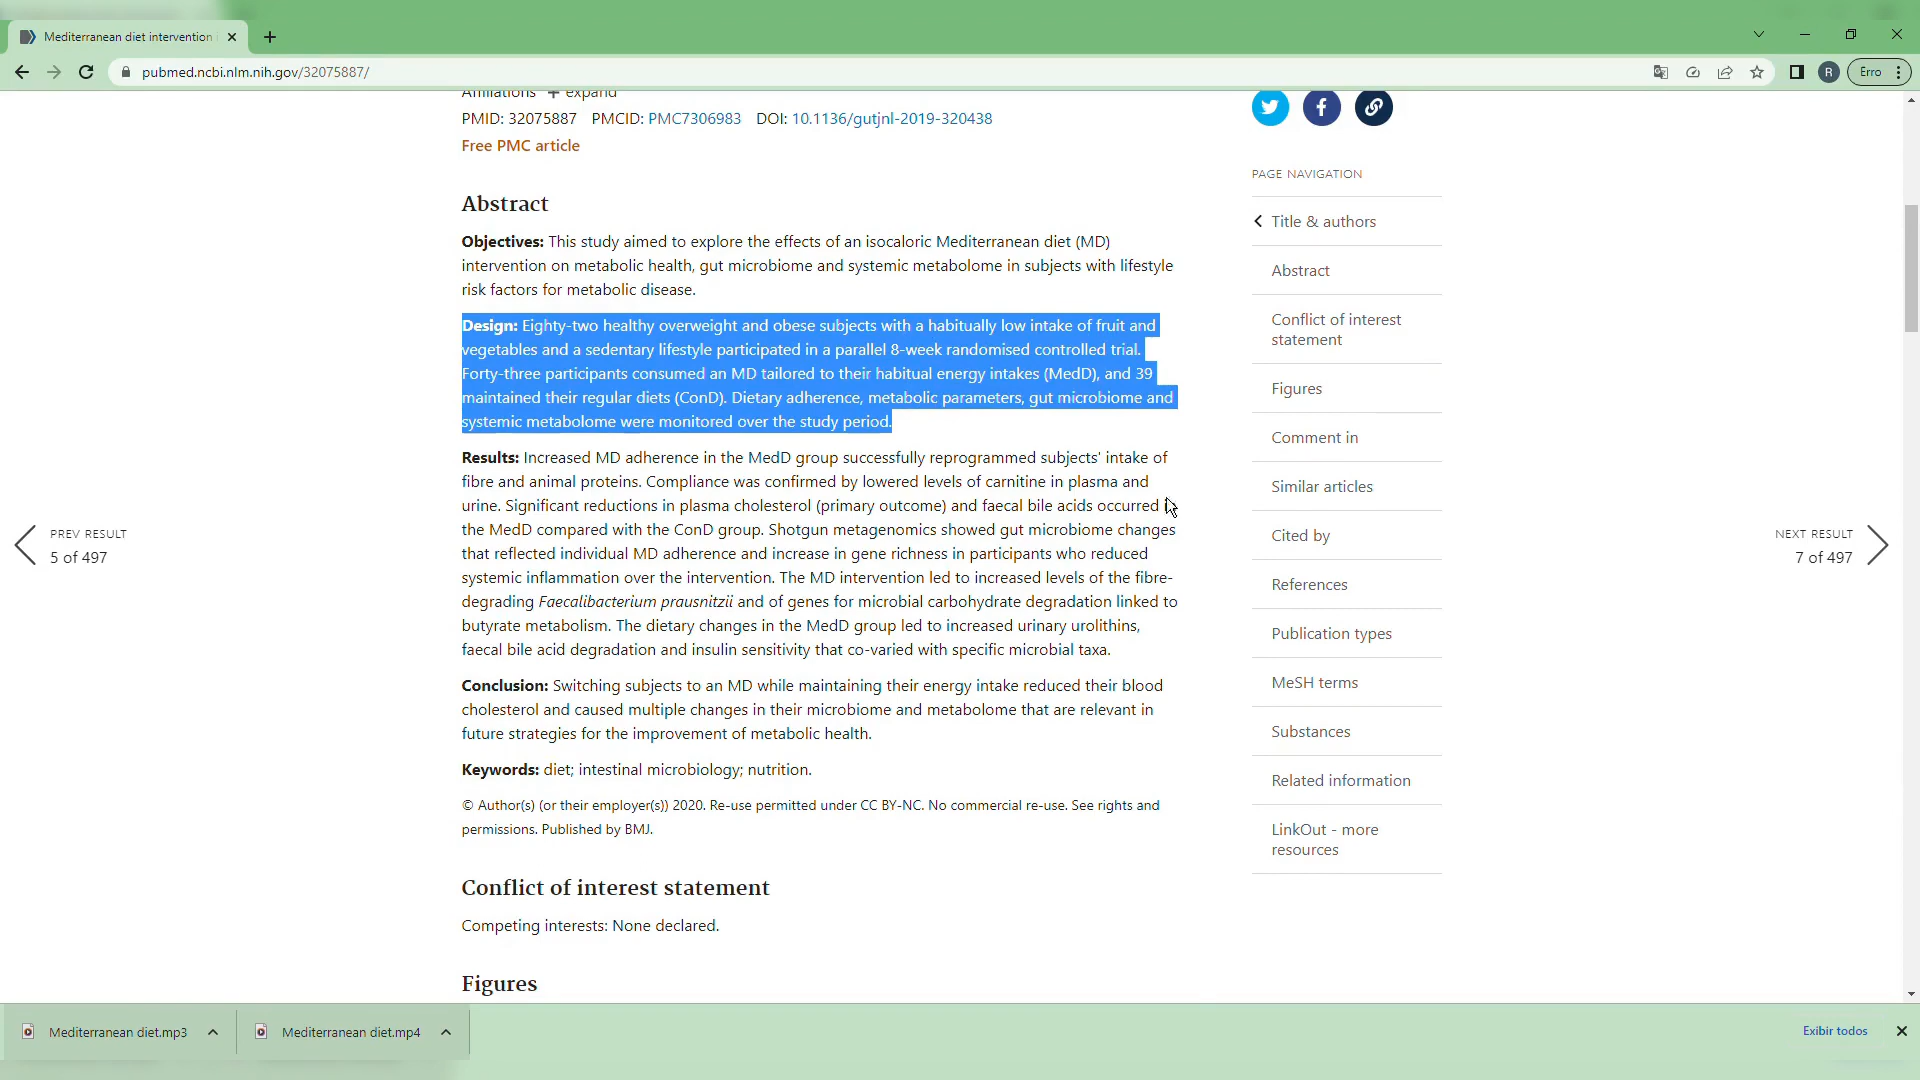 Mediterranean diet intervention
pubmed.ncbi.nlm.nih.gov/32075887/
R
Erro
Affiliations + expand
PMID: 32075887 PMCID: PMC7306983 DOI: 10.1136/gutjnl-2019-320438
Free PMC article
Abstract
Objectives: This study aimed to explore the effects of an isocaloric Mediterranean diet (MD)
intervention on metabolic health, gut microbiome and systemic metabolome in subjects with lifestyle
risk factors for metabolic disease.
Design: Eighty-two healthy overweight and obese subjects with a habitually low intake of fruit and
vegetables and a sedentary lifestyle participated in a parallel 8-week randomised controlled trial.
Forty-three participants consumed an MD tailored to their habitual energy intakes (MedD), and 39
maintained their regular diets (ConD). Dietary adherence, metabolic parameters, gut microbiome and
systemic metabolome were monitored over the study period.
Results: Increased MD adherence in the MedD group successfully reprogrammed subjects' intake of
fibre and animal proteins. Compliance was confirmed by lowered levels of carnitine in plasma and
urine. Significant reductions in plasma cholesterol (primary outcome) and faecal bile acids occurred
the MedD compared with the ConD group. Shotgun metagenomics showed gut microbiome changes
that reflected individual MD adherence and increase in gene richness in participants who reduced
systemic inflammation over the intervention. The MD intervention led to increased levels of the fibre-
degrading Faecalibacterium prausnitzii and of genes for microbial carbohydrate degradation linked to
butyrate metabolism. The dietary changes in the MedD group led to increased urinary urolithins,
faecal bile acid degradation and insulin sensitivity that co-varied with specific microbial taxa.
Conclusion: Switching subjects to an MD while maintaining their energy intake reduced their blood
cholesterol and caused multiple changes in their microbiome and metabolome that are relevant in
future strategies for the improvement of metabolic health.
Keywords: diet; intestinal microbiology; nutrition.
© Author(s) (or their employer(s)) 2020. Re-use permitted under CC BY-NC. No commercial re-use. See rights and
permissions. Published by BMJ.
Conflict of interest statement
Competing interests: None declared.
Figures
PAGE NAVIGATION
Title & authors
Abstract
Conflict of interest
statement
Figures
Comment in
Similar articles
Cited by
References
Publication types
MeSH terms
Substances
Related information
LinkOut - more
resources
PREV RESULT
5 of 497
NEXT RESULT
7 of 497
Mediterranean diet.mp3
Mediterranean diet.mp4
Exibir todos